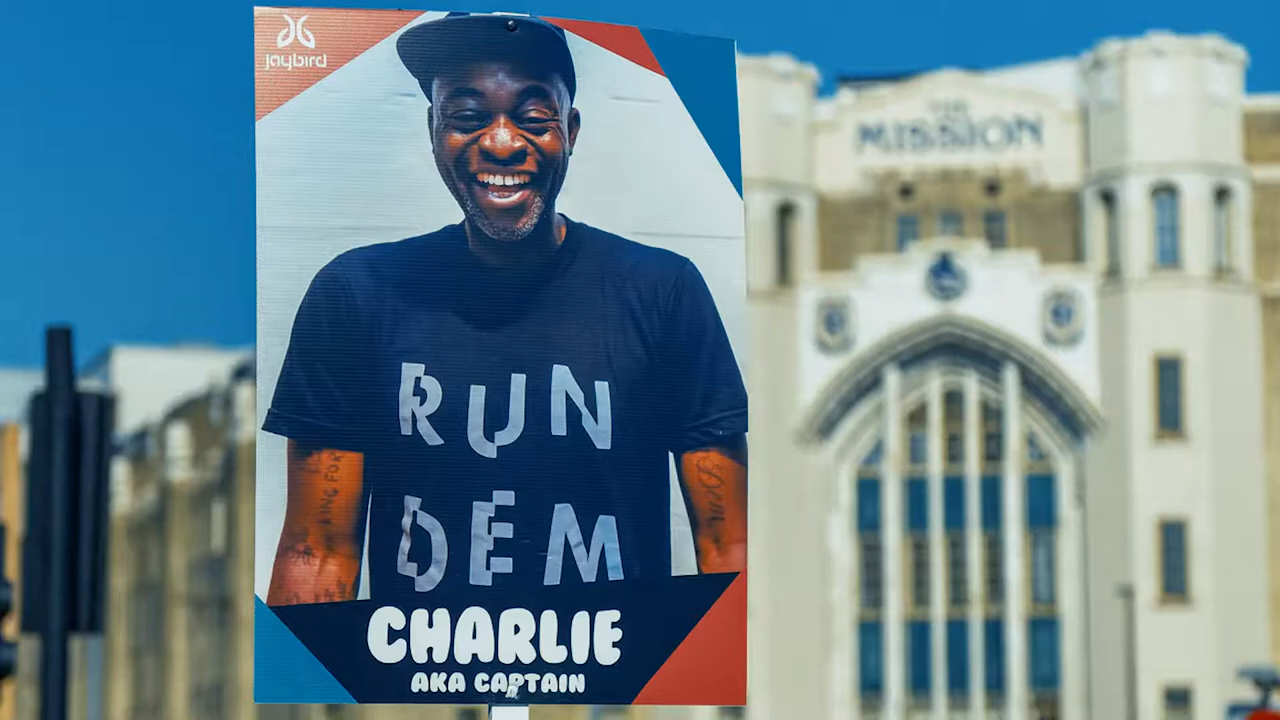 jaybird
THE
MISSION
RUN
DEM
CHARLIE
AKA CAPTAIN